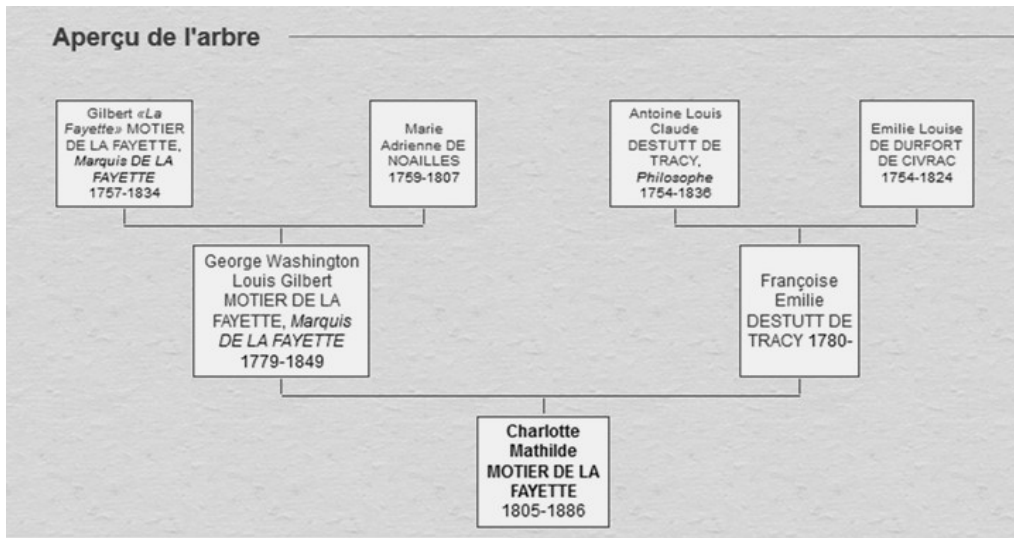 Aperçu de l'arbre
Gilbert «La
Fayette» MOTIER
DE LA FAYETTE,
Marquis DE LA
FAYETTE
1757-1834
Marie
Adrienne DE
NOAILLES
1759-1807
Antoine Louis
Claude
DESTUTT DE
TRACY,
Philosophe
1754-1836
Emilie Louise
DE DURFORT
DE CIVRAC
1754-1824
George Washington
Louis Gilbert
MOTIER DE LA
FAYETTE, Marquis
DE LA FAYETTE
1779-1849
Françoise
Emilie
DESTUTT DE
TRACY 1780-
Charlotte
Mathilde
MOTIER DE LA
FAYETTE
1805-1886